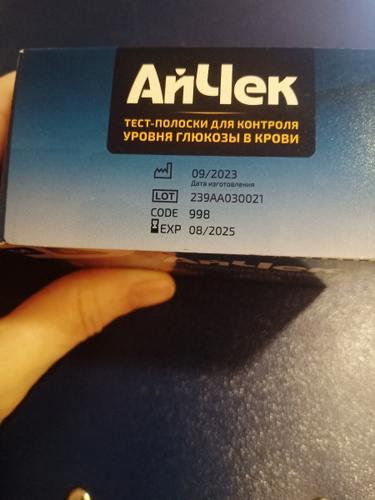 АйЧек
ТЕСТ-ПОЛОСКИ ДЛЯ КОНТРОЛЯ
УРОВНЯ ГЛЮКОЗЫ В КРОВИ
09/2023
Дата изготовления
LOT 239AA030021
CODE 998
EXP 08/2025
АйЧек